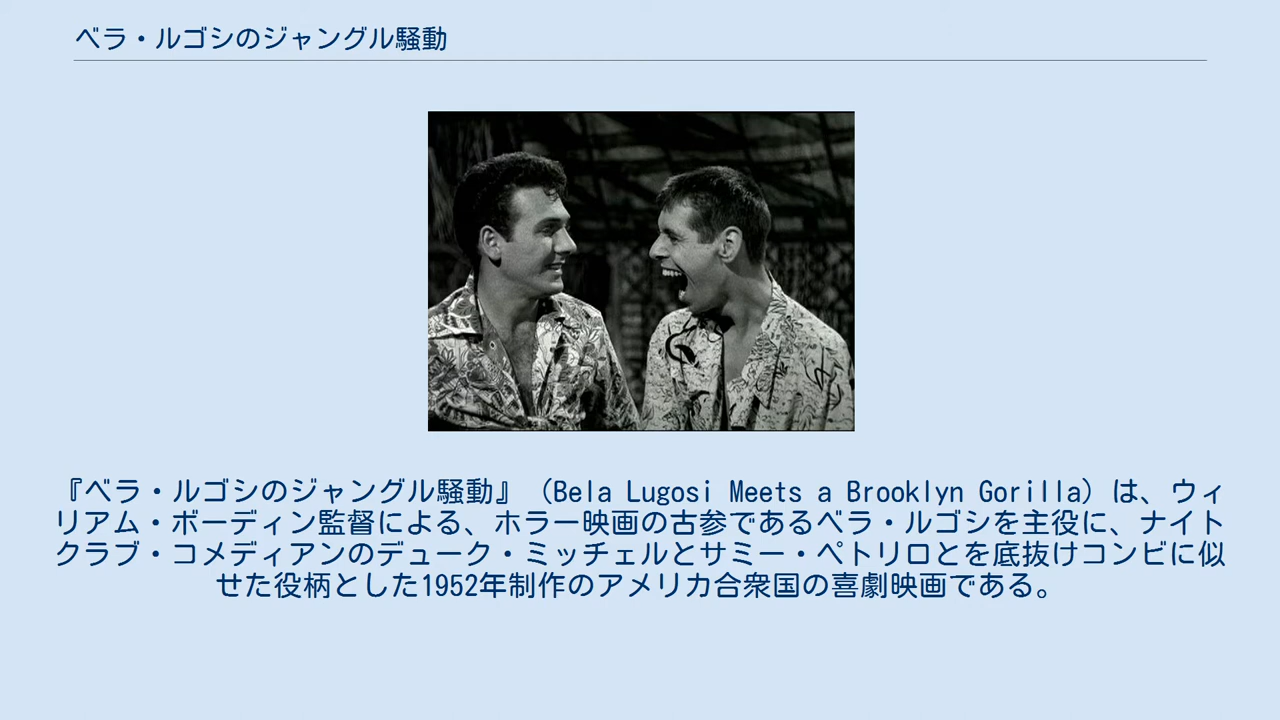 ベラ・ルゴシのジャングル騒動
『ベラ・ルゴシのジャングル騒動』（Bela Lugosi Meets a Brooklyn Gorilla）は、ウィ
リアム・ボーディン監督による、ホラー映画の古参であるベラ・ルゴシを主役に、ナイト
クラブ・コメディアンのデューク・ミッチェルとサミー・ペトリロとを底抜けコンビに似
せた役柄とした1952年制作のアメリカ合衆国の喜劇映画である。